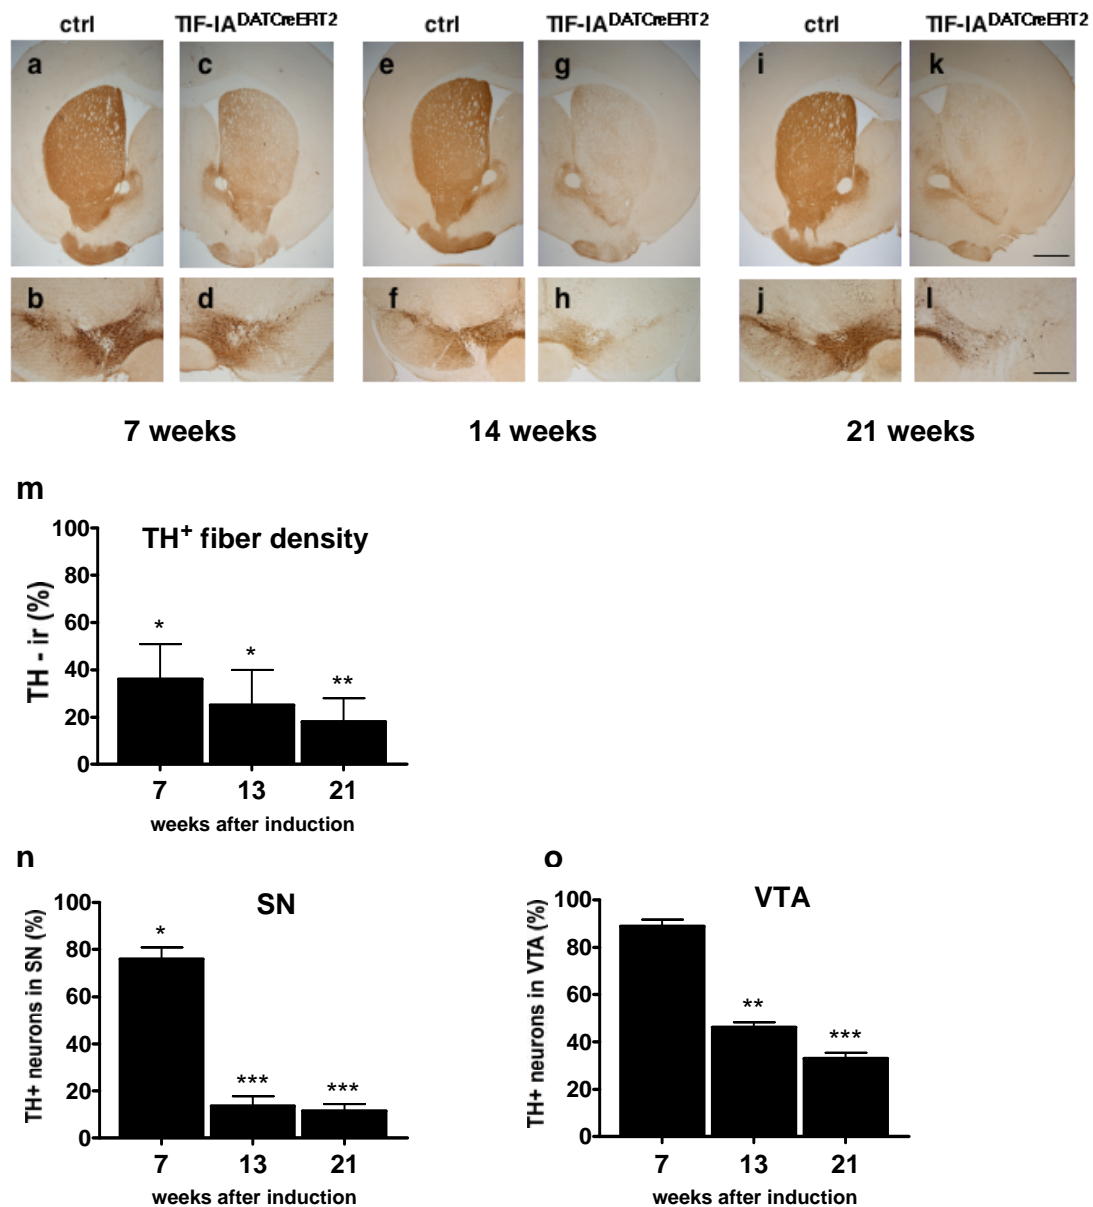 ctrl TIF-IADATCreERT2 ctrl TIF-IADATCreERT2 ctrl TIF-IADATCreERT2
a c e g i k
b d f h j l
7 weeks 14 weeks 21 weeks
m
TH+ fiber density
TH - ir (%)
100
80
60
40
20
0
* * **
7 13 21
weeks after induction
n
SN
TH+ neurons in SN (%)
100
80
60
40
20
0
* *** ***
7 13 21
weeks after induction
o
VTA
TH+ neurons in VTA (%)
100
80
60
40
20
0
** ***
7 13 21
weeks after induction